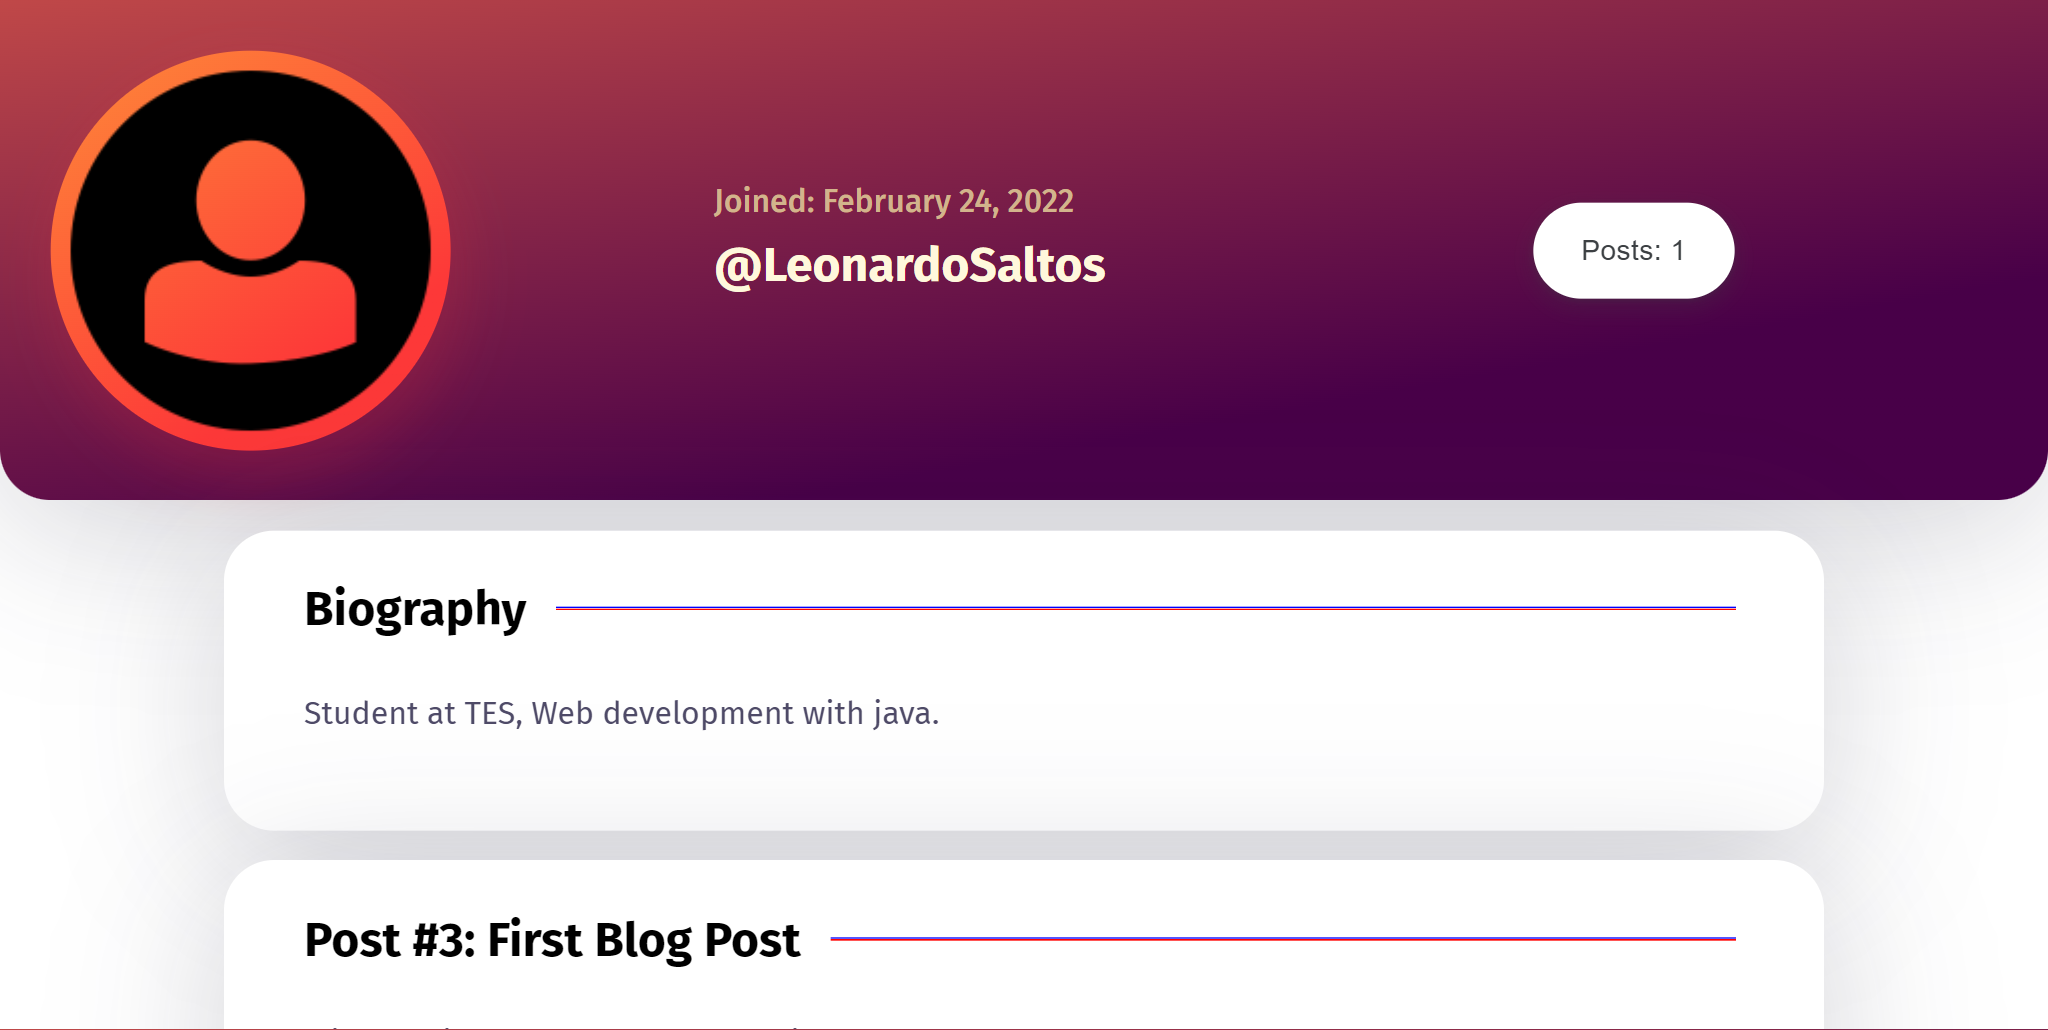 Joined: February 24, 2022
@LeonardoSaltos
Posts: 1
Biography
Student at TES, Web development with java.
Post #3: First Blog Post